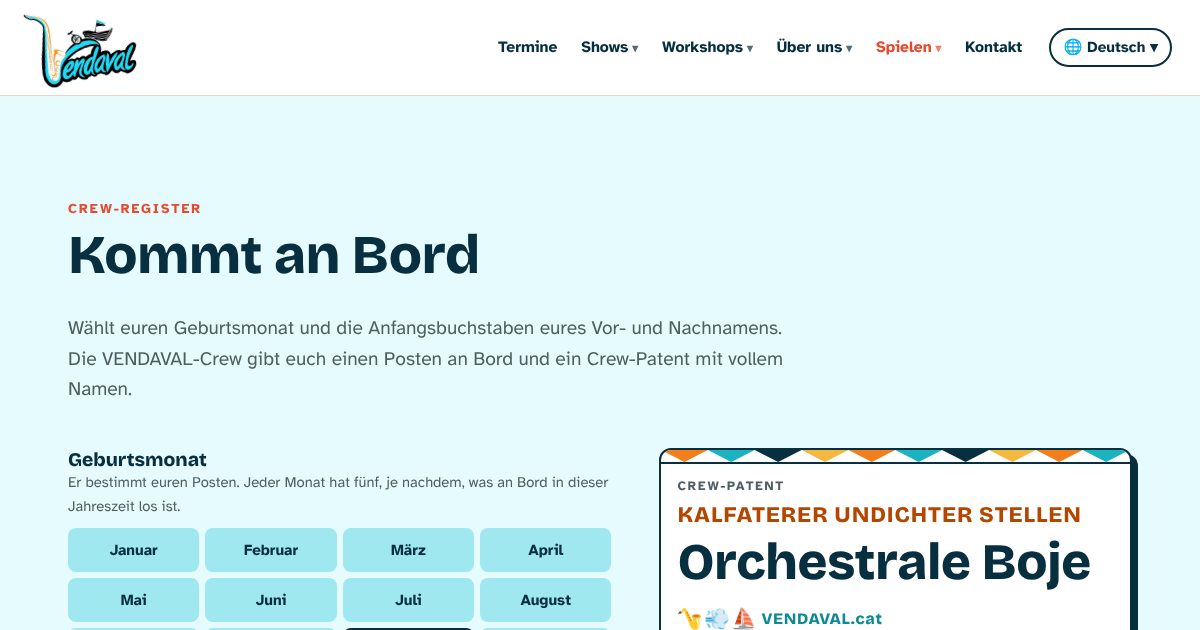 Vendaval
Termine Shows ▾ Workshops ▾ Über uns ▾ Spielen ▾ Kontakt 🌐 Deutsch ▾
CREW-REGISTER
Kommt an Bord
Wählt euren Geburtsmonat und die Anfangsbuchstaben eures Vor- und Nachnamens.
Die VENDAVAL-Crew gibt euch einen Posten an Bord und ein Crew-Patent mit vollem
Namen.
Geburtsmonat
Er bestimmt euren Posten. Jeder Monat hat fünf, je nachdem, was an Bord in dieser
Jahreszeit los ist.
Januar Februar März April
Mai Juni Juli August
CREW-PATENT
KALFATERER UNDICHTER STELLEN
Orchestrale Boje
🎷💨⛵ VENDAVAL.cat